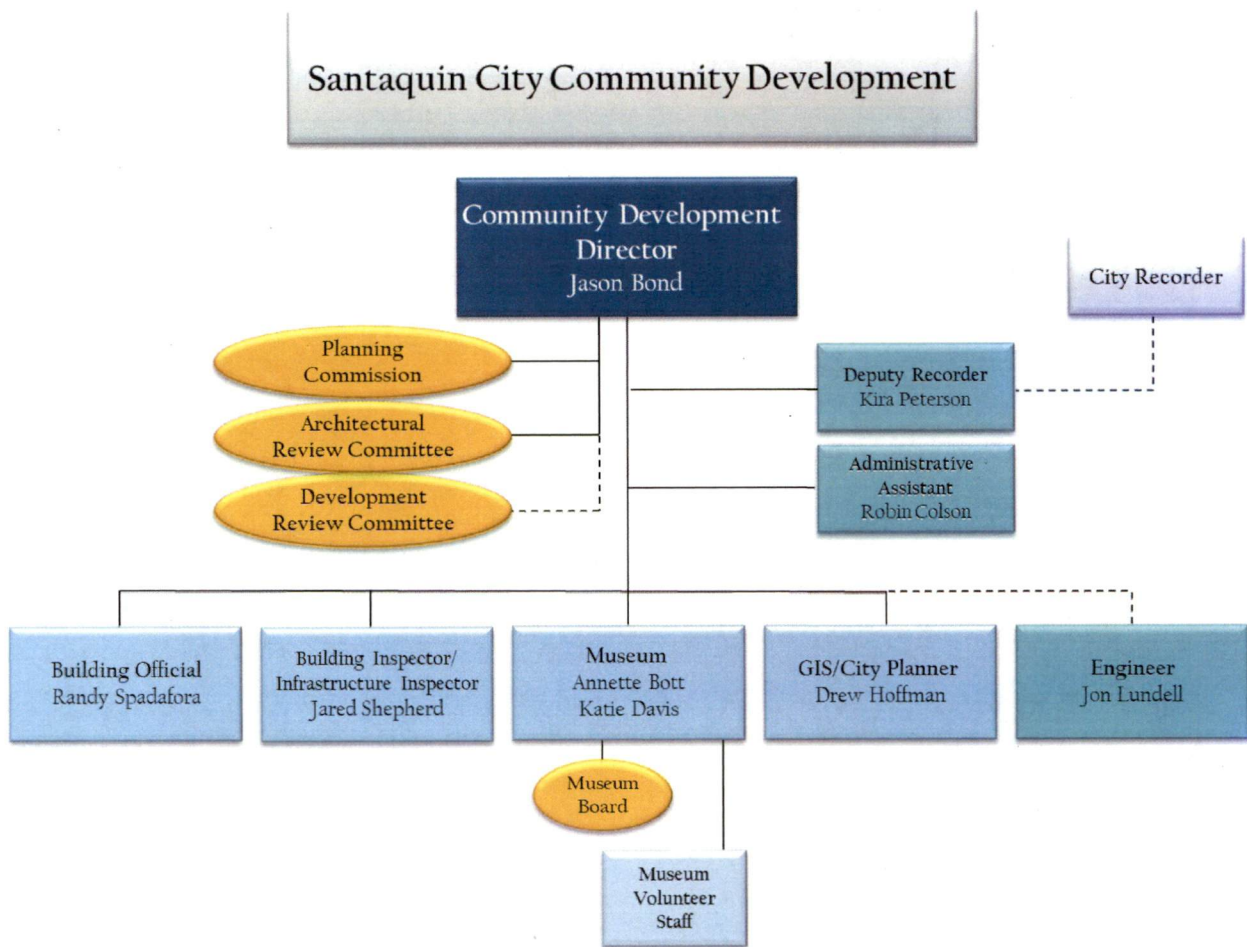 Santaquin City Community Development
Community Development
Director
Jason Bond
City Recorder
Planning
Commission
Architectural
Review Committee
Development
Review Committee
Deputy Recorder
Kira Peterson
Administrative
Assistant
Robin Colson
Building Official
Randy Spadafora
Building Inspector/
Infrastructure Inspector
Jared Shepherd
Museum
Annette Bott
Katie Davis
GIS/City Planner
Drew Hoffman
Engineer
Jon Lundell
Museum
Board
Museum
Volunteer
Staff